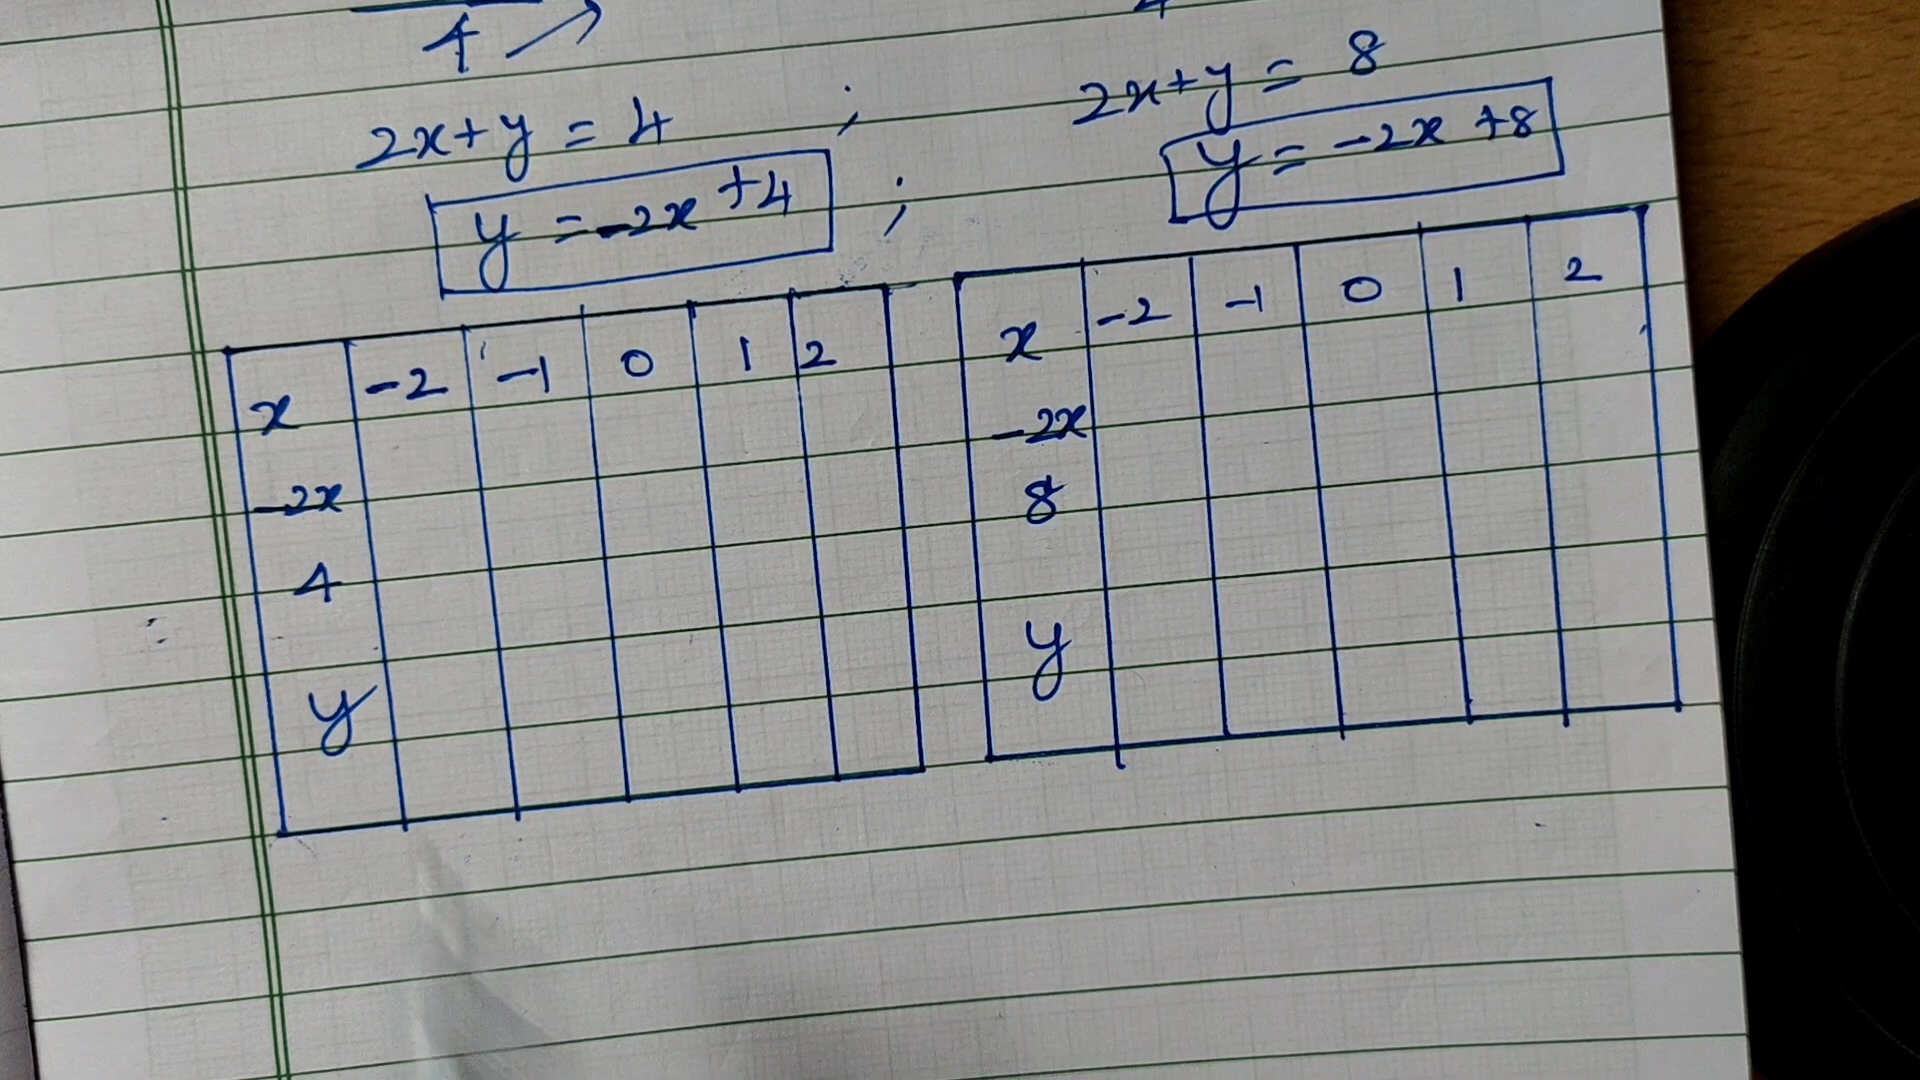 4
2x+y = 4 ; 2x+y = 8
y = -2x +4 ; y = -2x +8
x -2 -1 0 1 2
-2x
4
y
x -2 -1 0 1 2
-2x
8
y